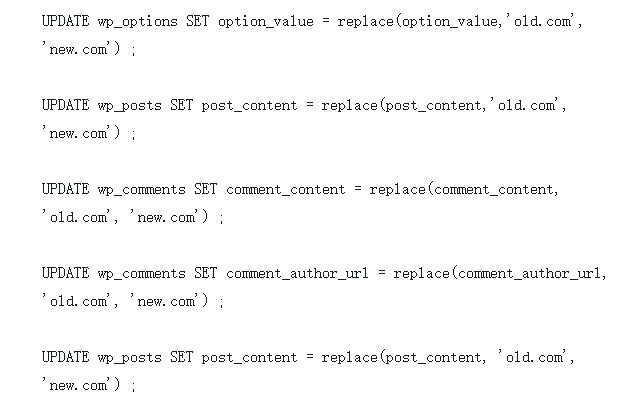 UPDATE wp_options SET option_value = replace(option_value,'old.com',
'new.com') ;
UPDATE wp_posts SET post_content = replace(post_content,'old.com',
'new.com') ;
UPDATE wp_comments SET comment_content = replace(comment_content,
'old.com', 'new.com') ;
UPDATE wp_comments SET comment_author_url = replace(comment_author_url,
'old.com', 'new.com') ;
UPDATE wp_posts SET post_content = replace(post_content, 'old.com',
'new.com') ;